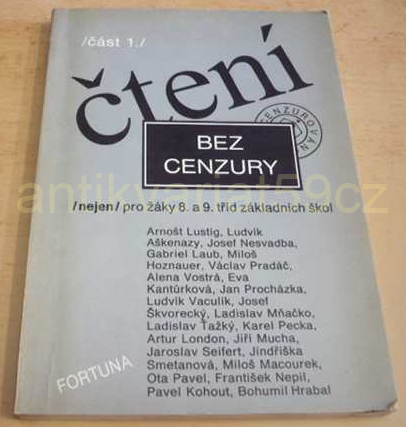 /část 1./
čtení
CENZUROVÁN
BEZ
CENZURY
antikvariat59cz
/nejen/ pro žáky 8. a 9. tříd základních škol
Arnošt Lustig, Ludvík
Aškenazy, Josef Nesvadba,
Gabriel Laub, Miloš
Hoznauer, Václav Pradáč,
Alena Vostrá, Eva
Kantůrková, Jan Procházka,
Ludvík Vaculík, Josef
Škvorecký, Ladislav Mňačko,
Ladislav Ťažký, Karel Pecka,
Artur London, Jiří Mucha,
Jaroslav Seifert, Jindřiška
Smetanová, Miloš Macourek,
Ota Pavel, František Nepil,
Pavel Kohout, Bohumil Hrabal
FORTUNA